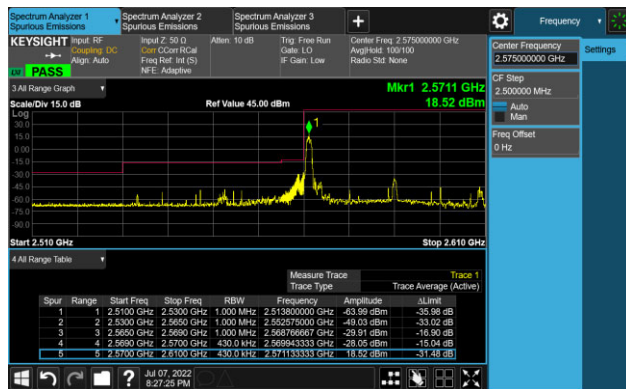 Spectrum Analyzer 1
Spurious Emissions
Spectrum Analyzer 2
Spurious Emissions
Spectrum Analyzer 3
Spurious Emissions
Frequency
KEYSIGHT
Input: RF
Coupling: DC
Align: Auto
Input Z: 50 Ω
Corr CCorr RCal
Freq Ref: Int (S)
NFE: Adaptive
Atten: 10 dB
Trig: Free Run
Gate: LO
IF Gain: Low
Center Freq: 2.575000000 GHz
Avg|Hold: 100/100
Radio Std: None
PASS
Center Frequency
2.575000000 GHz
Settings
CF Step
2.500000 MHz
Auto
Man
Freq Offset
0 Hz
3 All Range Graph
Mkr1 2.5711 GHz
Scale/Div 15.0 dB
Ref Value 45.00 dBm
18.52 dBm
Log
1
30.0
15.0
0.00
-15.0
-30.0
-45.0
-60.0
-75.0
-90.0
Start 2.510 GHz
Stop 2.610 GHz
4 All Range Table
Measure Trace Trace 1
Trace Type Trace Average (Active)
Spur Range Start Freq Stop Freq RBW Frequency Amplitude ΔLimit
1 1 2.5100 GHz 2.5300 GHz 1.000 MHz 2.513800000 GHz -63.99 dBm -35.98 dB
2 2 2.5300 GHz 2.5650 GHz 1.000 MHz 2.552575000 GHz -49.03 dBm -33.02 dB
3 3 2.5650 GHz 2.5690 GHz 1.000 MHz 2.568766667 GHz -29.91 dBm -16.90 dB
4 4 2.5690 GHz 2.5700 GHz 430.0 kHz 2.569943333 GHz -28.05 dBm -15.04 dB
5 5 2.5700 GHz 2.6100 GHz 430.0 kHz 2.571133333 GHz 18.52 dBm -31.48 dB
Jul 07, 2022
8:27:25 PM